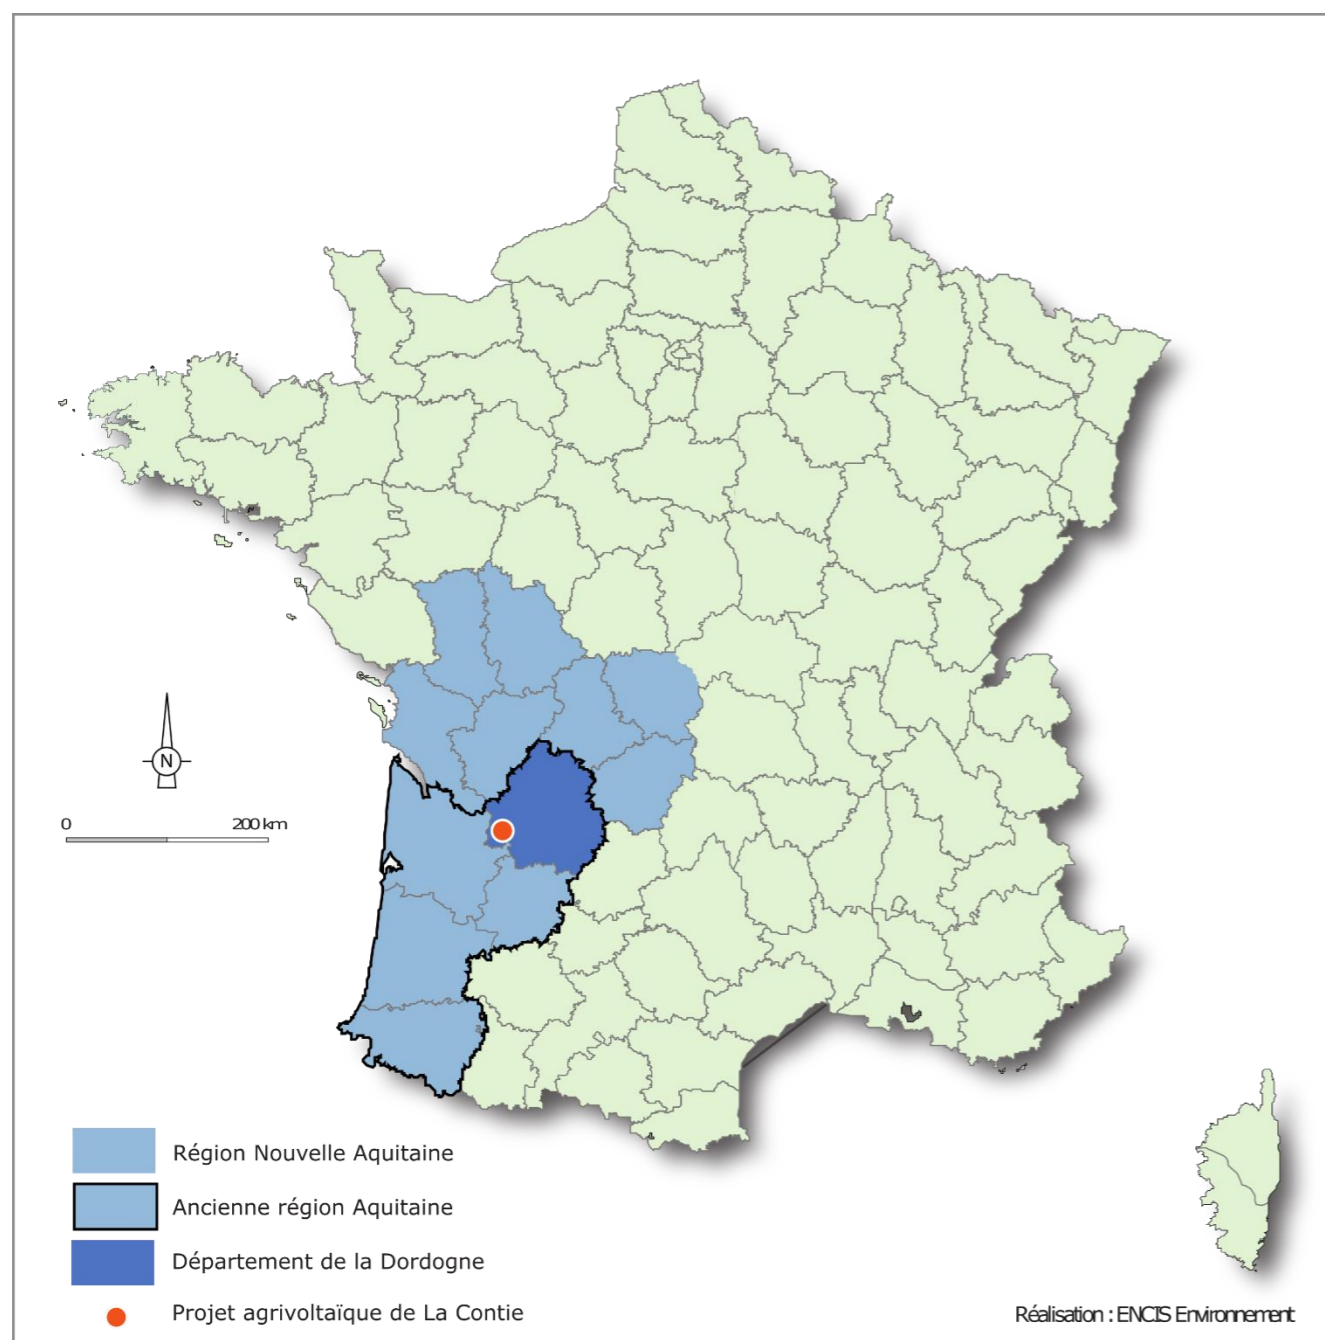 N
0 200 km
Région Nouvelle Aquitaine
Ancienne région Aquitaine
Département de la Dordogne
Projet agrivoltaïque de La Contie
Réalisation : ENCIS Environnement